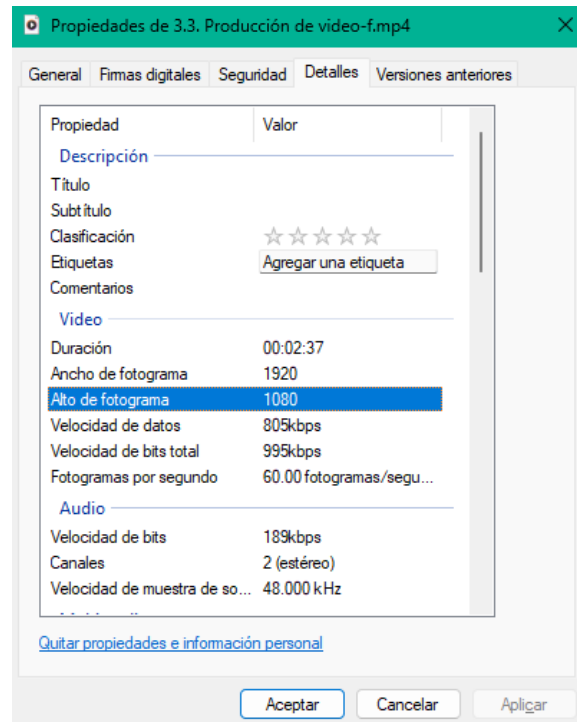 Propiedades de 3.3. Producción de video-f.mp4
General Firmas digitales Seguridad Detalles Versiones anteriores
Propiedad Valor
Descripción
Título
Subtítulo
Clasificación
Etiquetas Agregar una etiqueta
Comentarios
Video
Duración 00:02:37
Ancho de fotograma 1920
Alto de fotograma 1080
Velocidad de datos 805kbps
Velocidad de bits total 995kbps
Fotogramas por segundo 60.00 fotogramas/segu...
Audio
Velocidad de bits 189kbps
Canales 2 (estéreo)
Velocidad de muestra de so... 48.000 kHz
Quitar propiedades e información personal
Aceptar Cancelar Aplicar